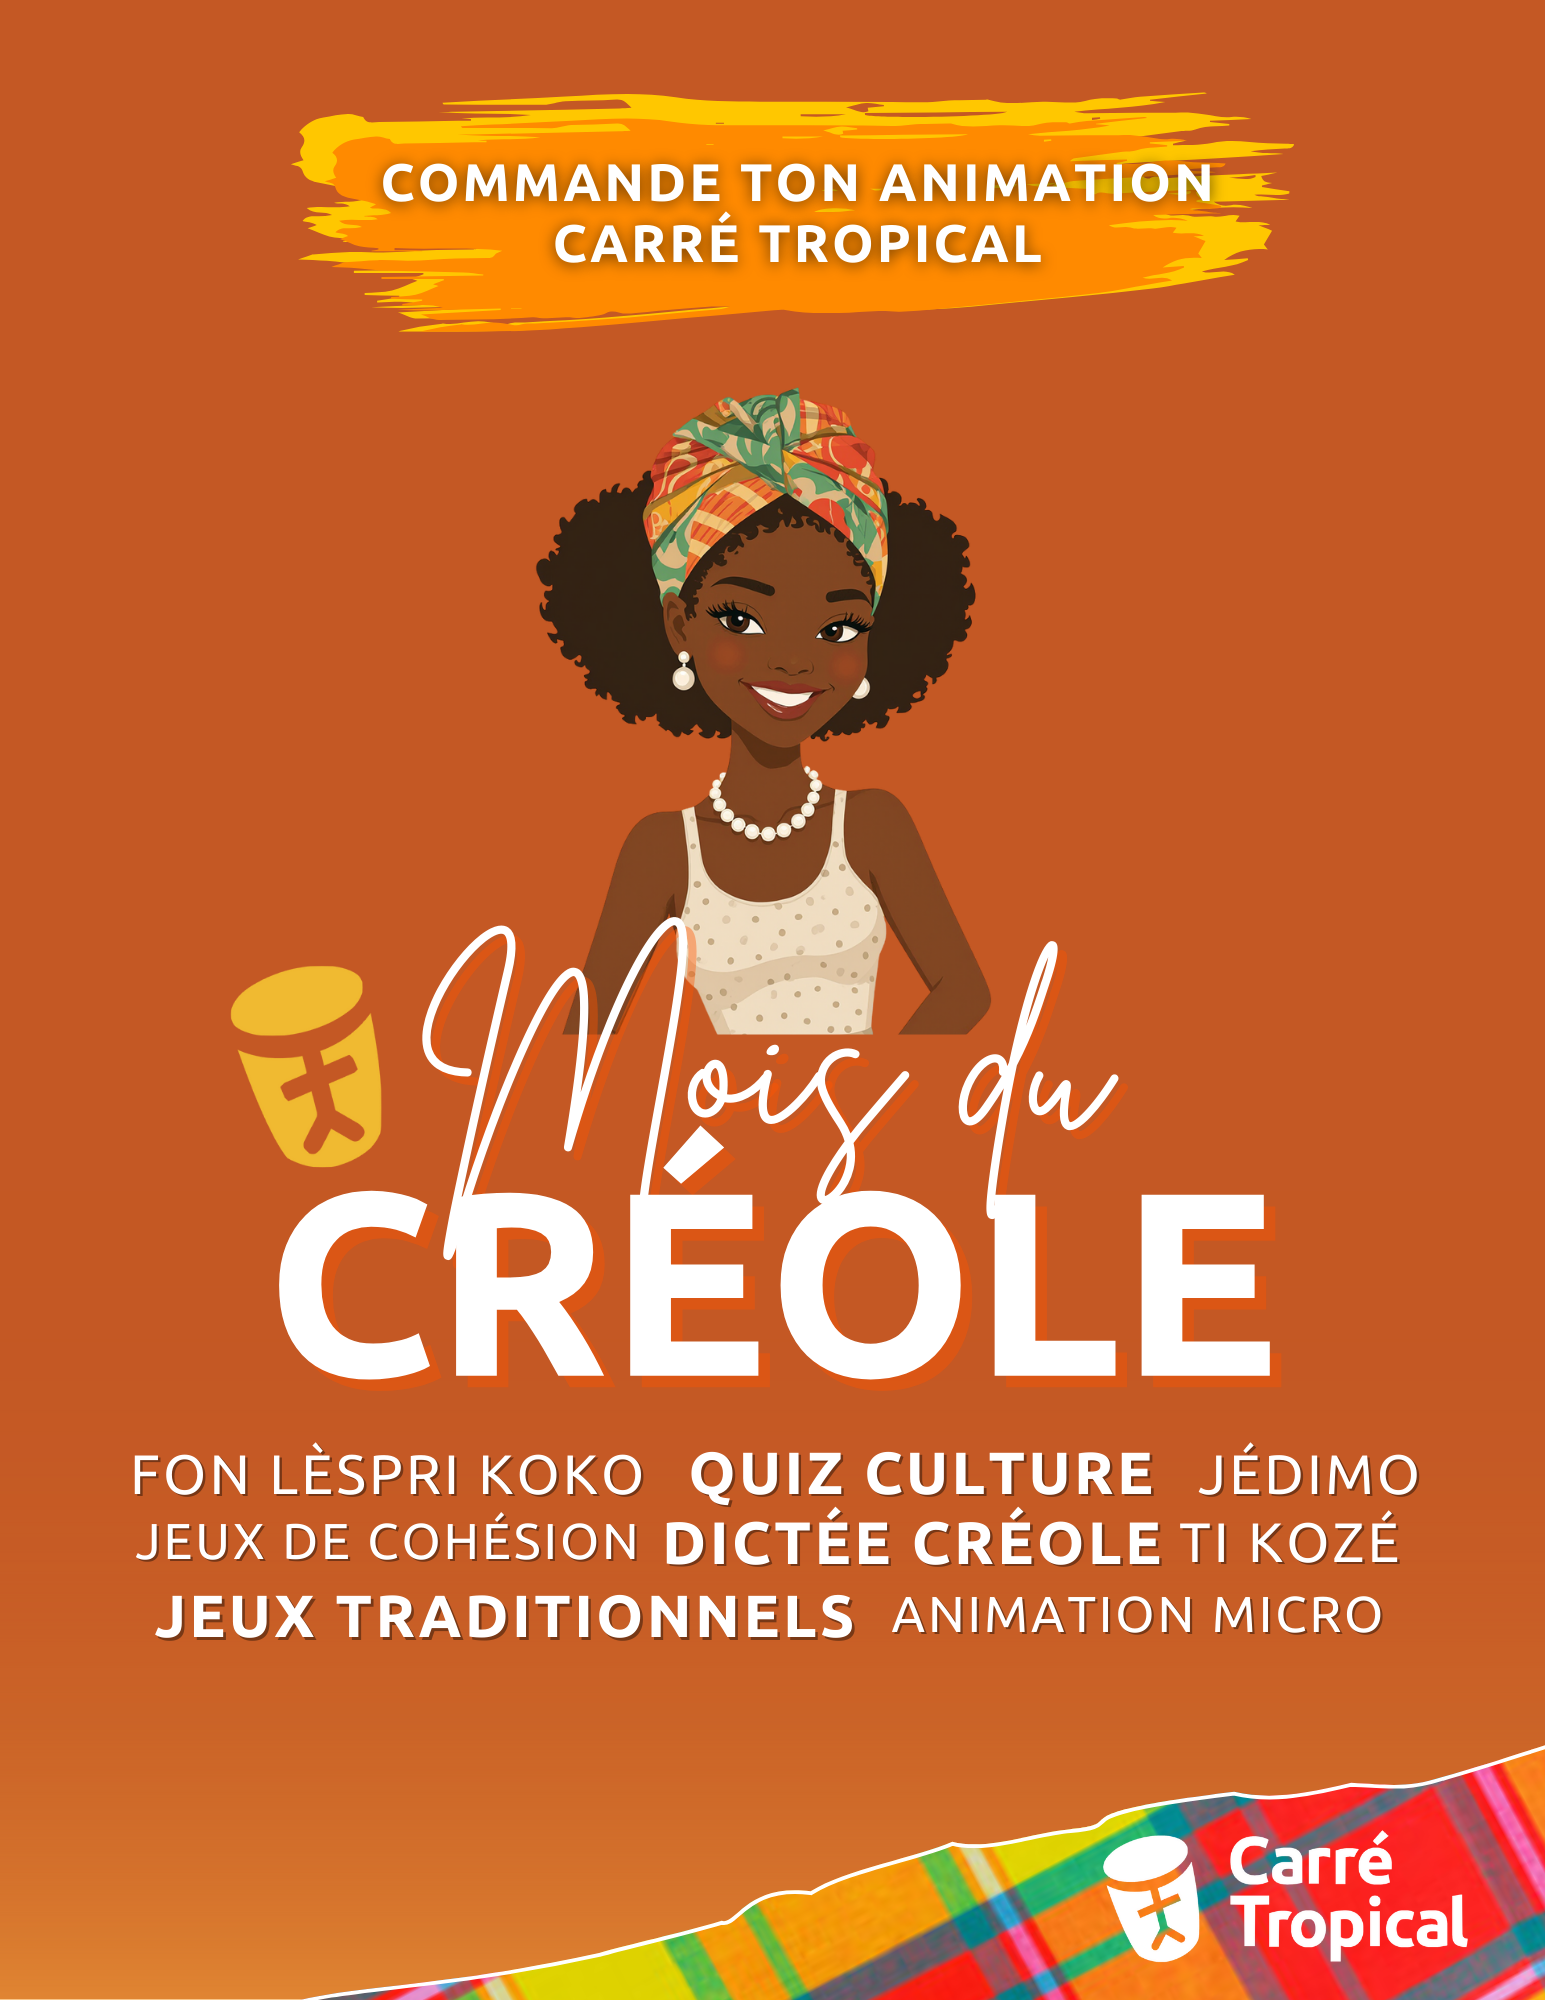 COMMANDE TON ANIMATION
CARRÉ TROPICAL
Mois du
CRÉOLE
FON LÈSPRI KOKO QUIZ CULTURE JÉDIMO
JEUX DE COHÉSION DICTÉE CRÉOLE TI KOZÉ
JEUX TRADITIONNELS ANIMATION MICRO
Carré
Tropical